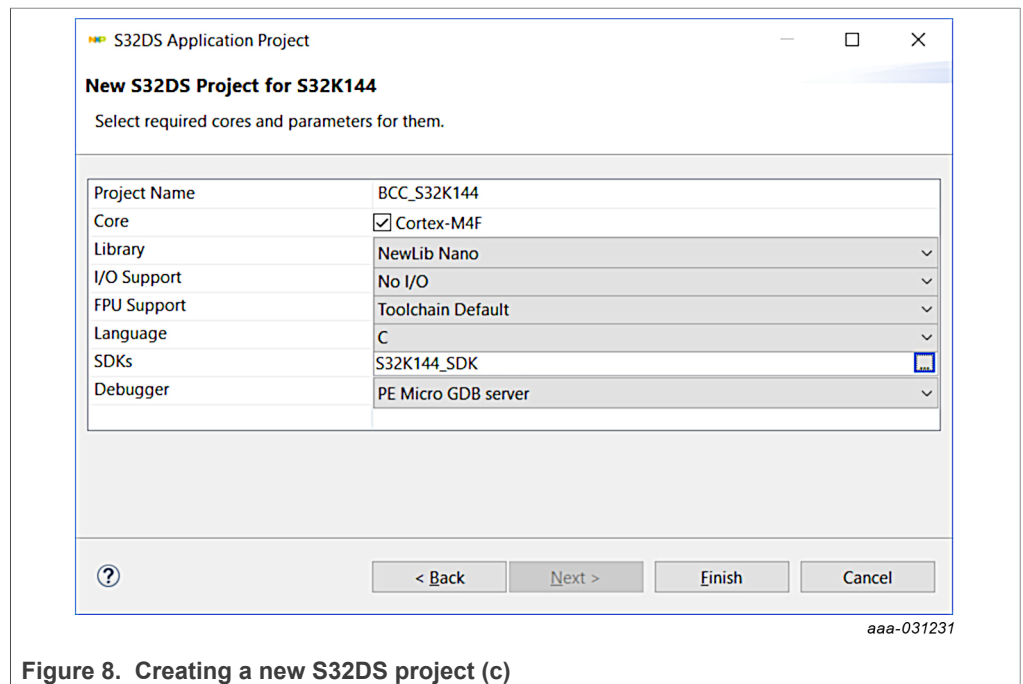 NXP S32DS Application Project
New S32DS Project for S32K144
Select required cores and parameters for them.
Project Name BCC_S32K144
Core Cortex-M4F
Library NewLib Nano
I/O Support No I/O
FPU Support Toolchain Default
Language C
SDKs S32K144_SDK ...
Debugger PE Micro GDB server
? < Back Next > Finish Cancel
aaa-031231
Figure 8. Creating a new S32DS project (c)